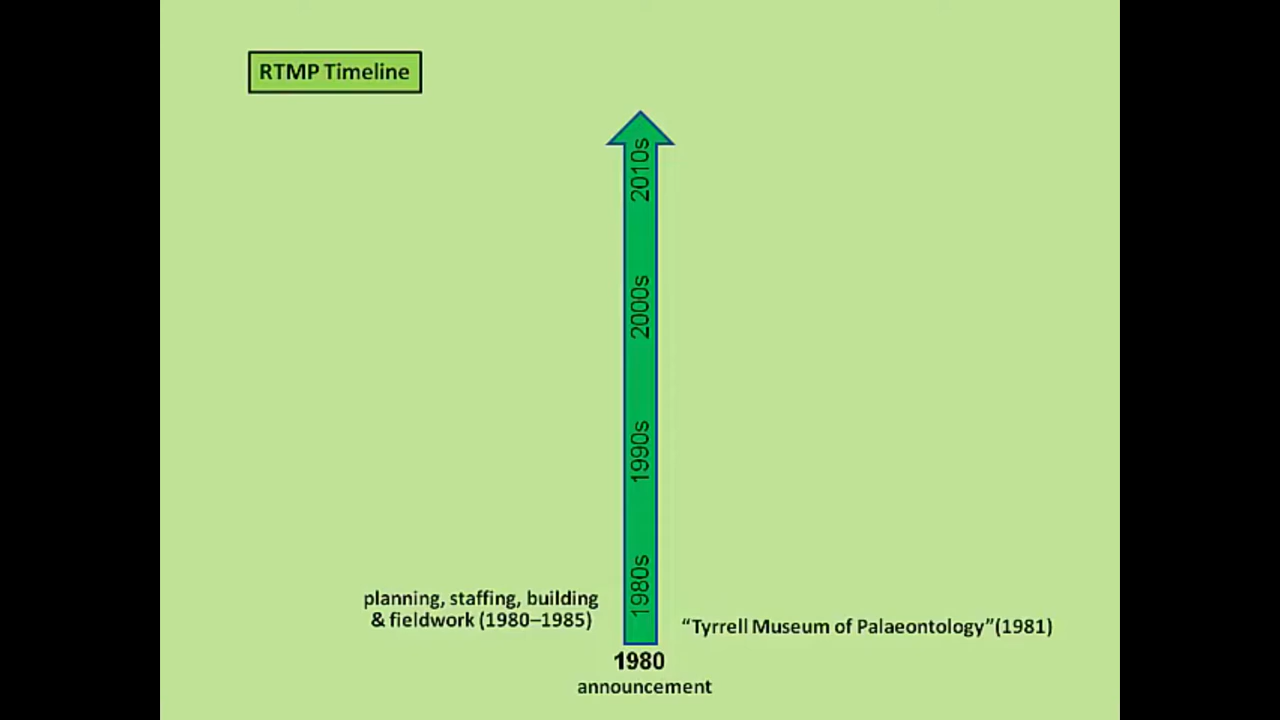 RTMP Timeline
2010s
2000s
1990s
1980s
planning, staffing, building
& fieldwork (1980–1985)
“Tyrrell Museum of Palaeontology”(1981)
1980
announcement